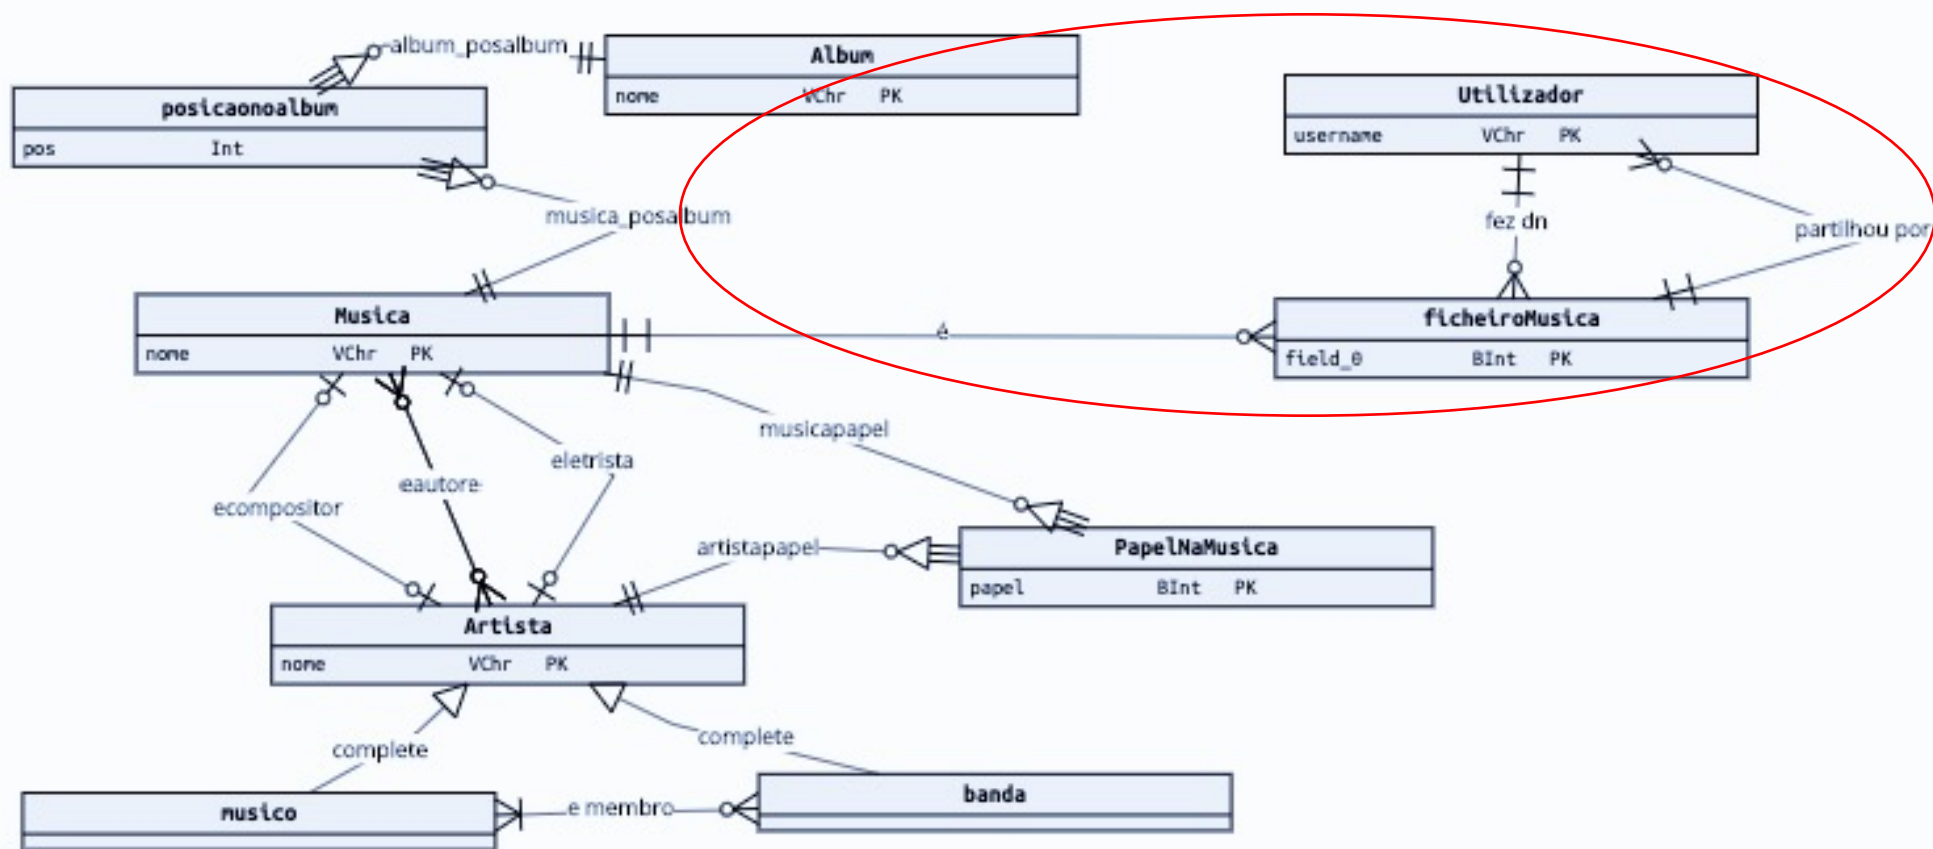 album_posalbum
Album
nome VChr PK
Utilizador
username VChr PK
posicaonoalbum
pos Int
musica_posalbum
fez dn
partilhou por
Musica
nome VChr PK
é
ficheiroMusica
field_0 BInt PK
musicapapel
eletrista
eautore
ecompositor
artistapapel
PapelNaMusica
papel BInt PK
Artista
nome VChr PK
complete
complete
musico
e membro
banda